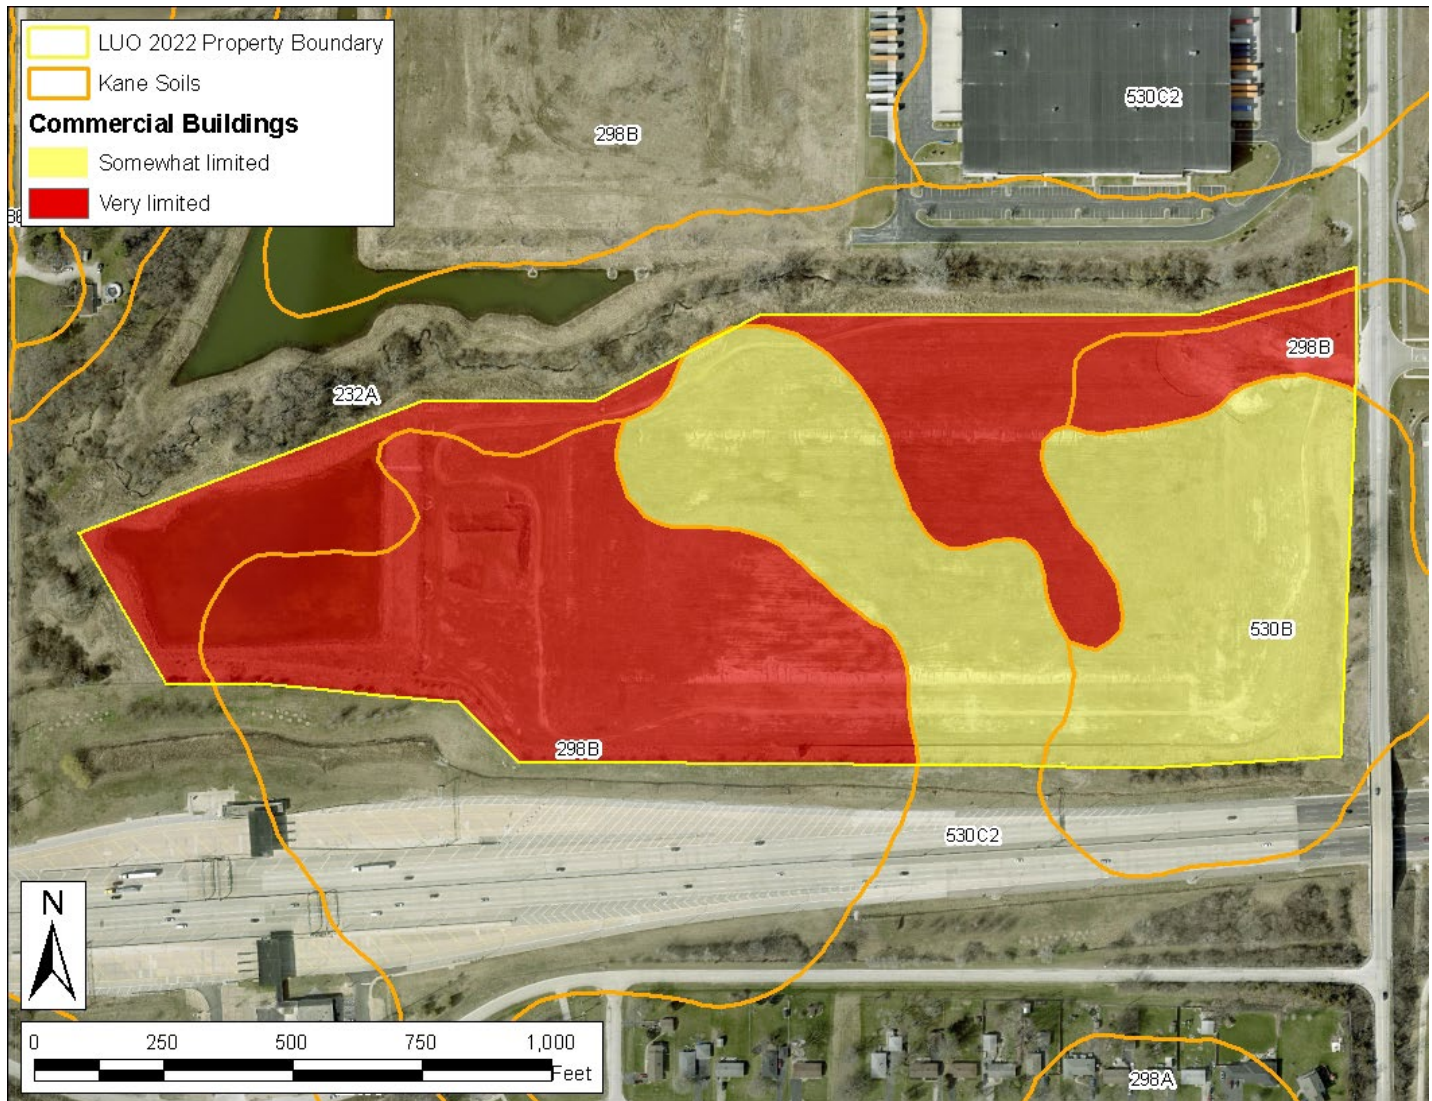 LUO 2022 Property Boundary
Kane Soils
Commercial Buildings
Somewhat limited
Very limited
530C2
298B
298B
232A
530B
298B
530C2
N
0 250 500 750 1,000
Feet
298A